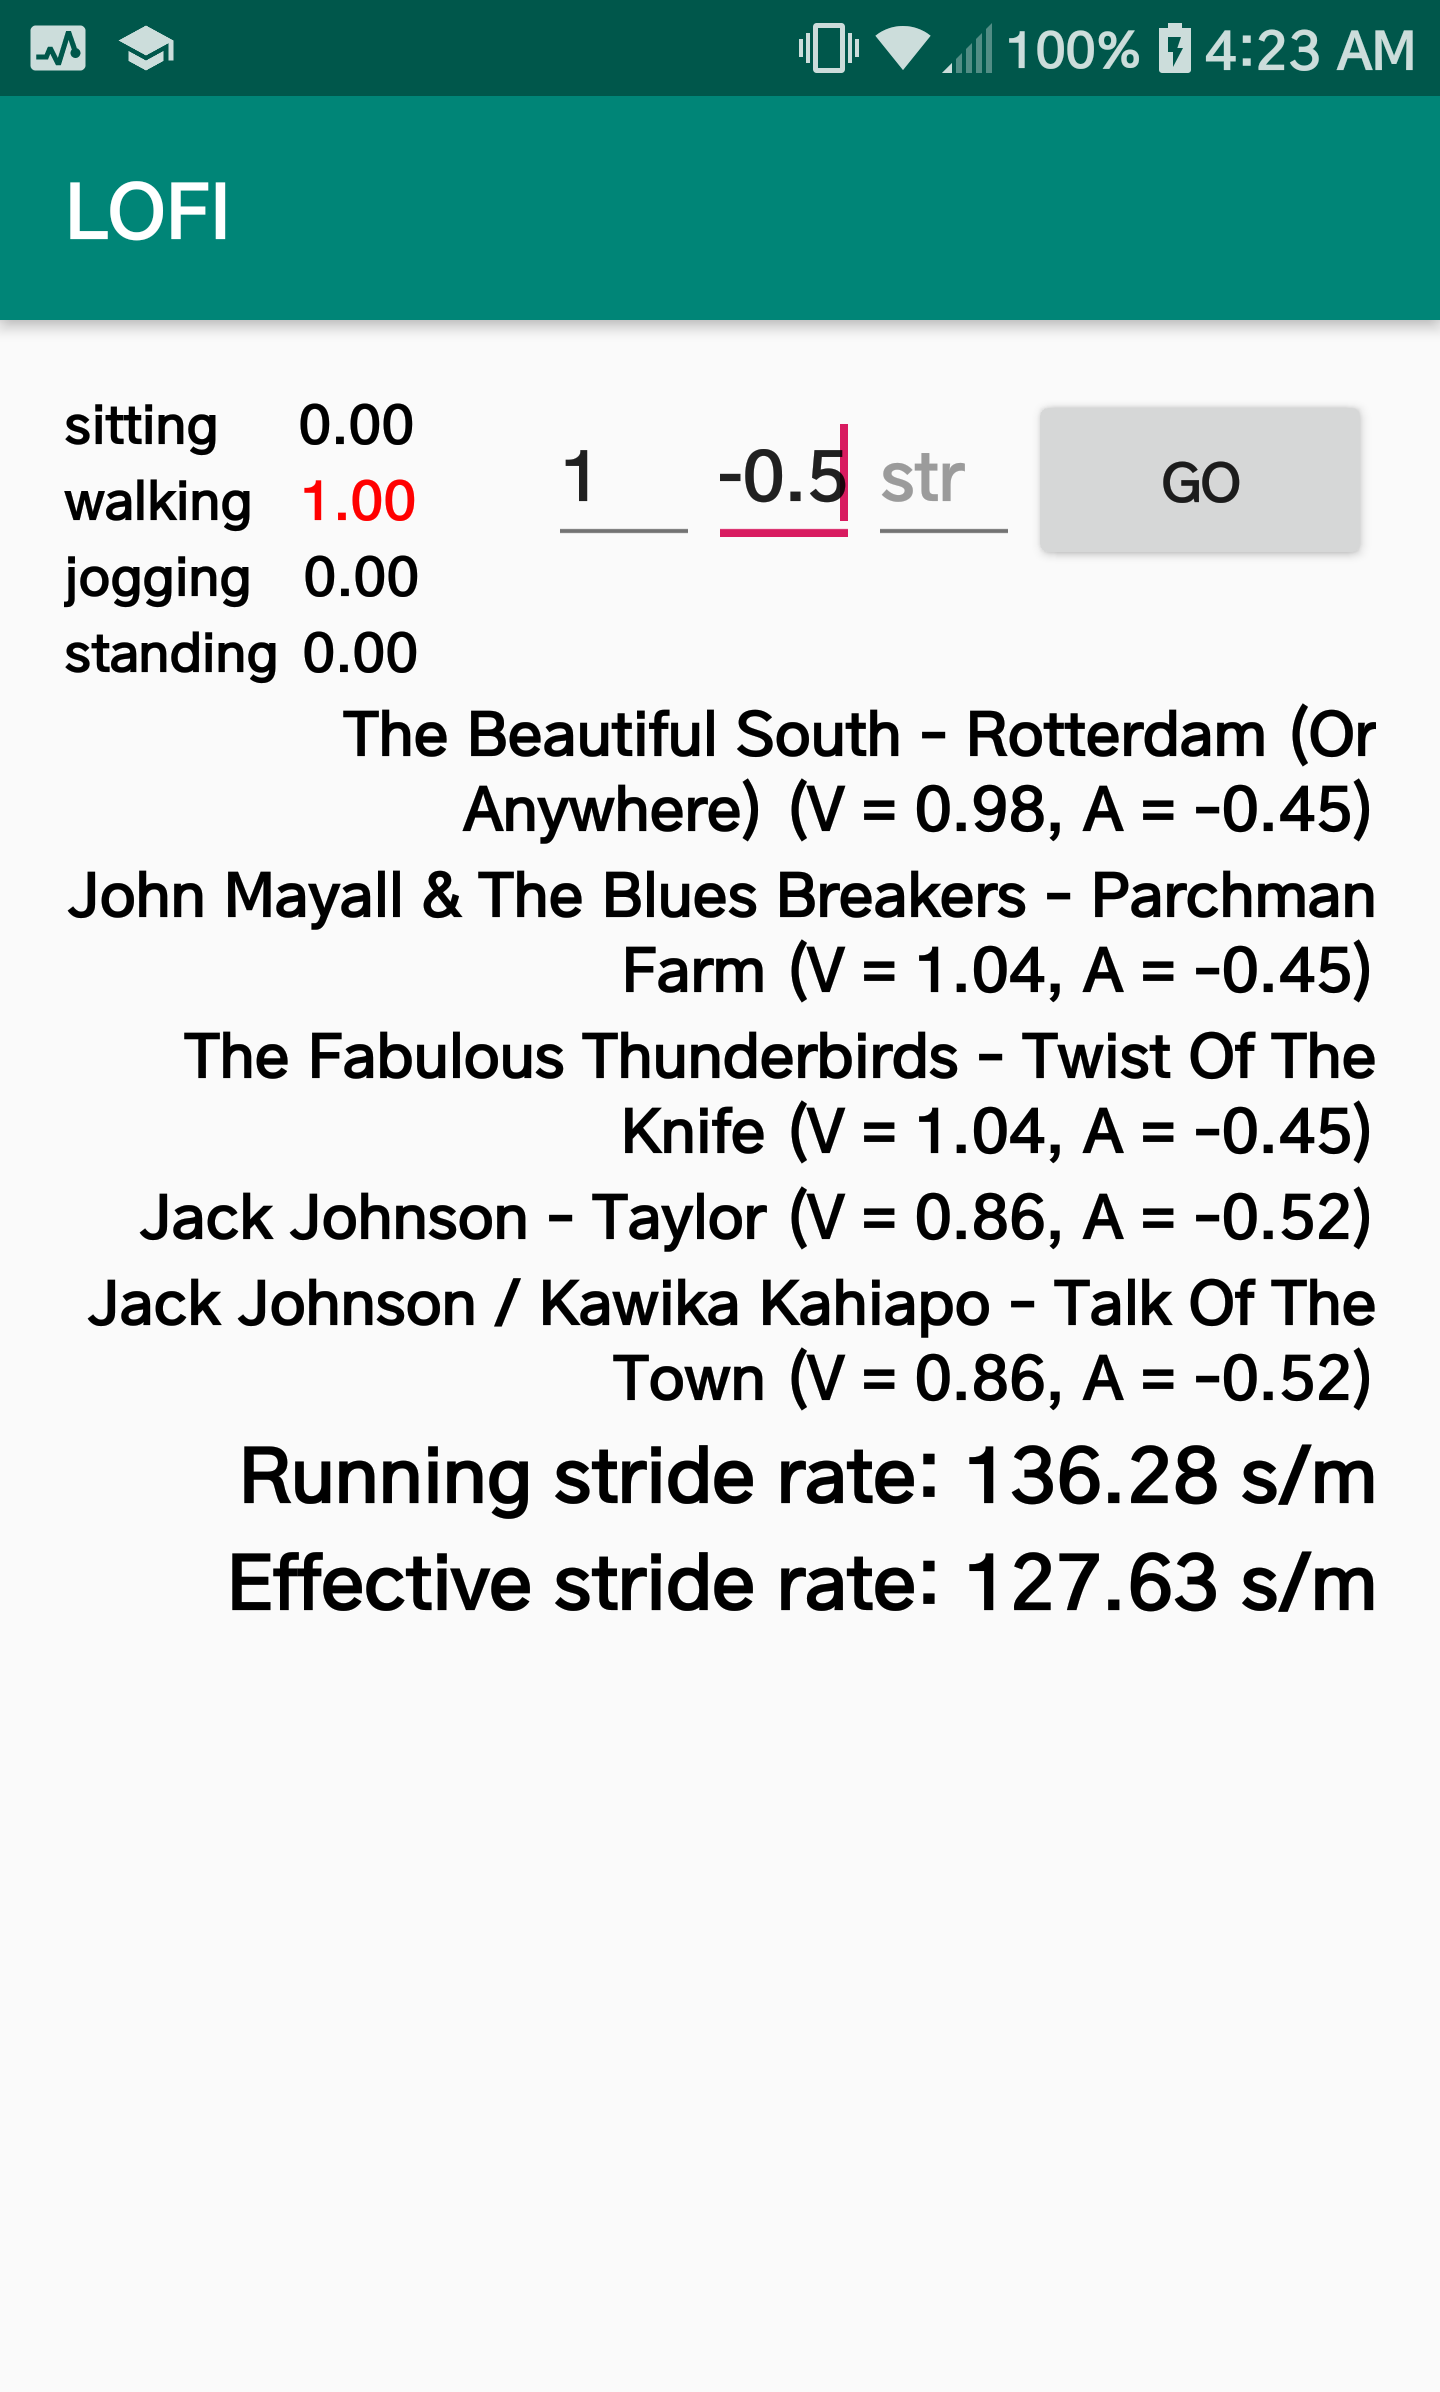 100% 4:23 AM
LOFI
sitting 0.00
walking 1.00
jogging 0.00
standing 0.00
1 -0.5 str GO
The Beautiful South - Rotterdam (Or
Anywhere) (V = 0.98, A = -0.45)
John Mayall & The Blues Breakers - Parchman
Farm (V = 1.04, A = -0.45)
The Fabulous Thunderbirds - Twist Of The
Knife (V = 1.04, A = -0.45)
Jack Johnson - Taylor (V = 0.86, A = -0.52)
Jack Johnson / Kawika Kahiapo - Talk Of The
Town (V = 0.86, A = -0.52)
Running stride rate: 136.28 s/m
Effective stride rate: 127.63 s/m